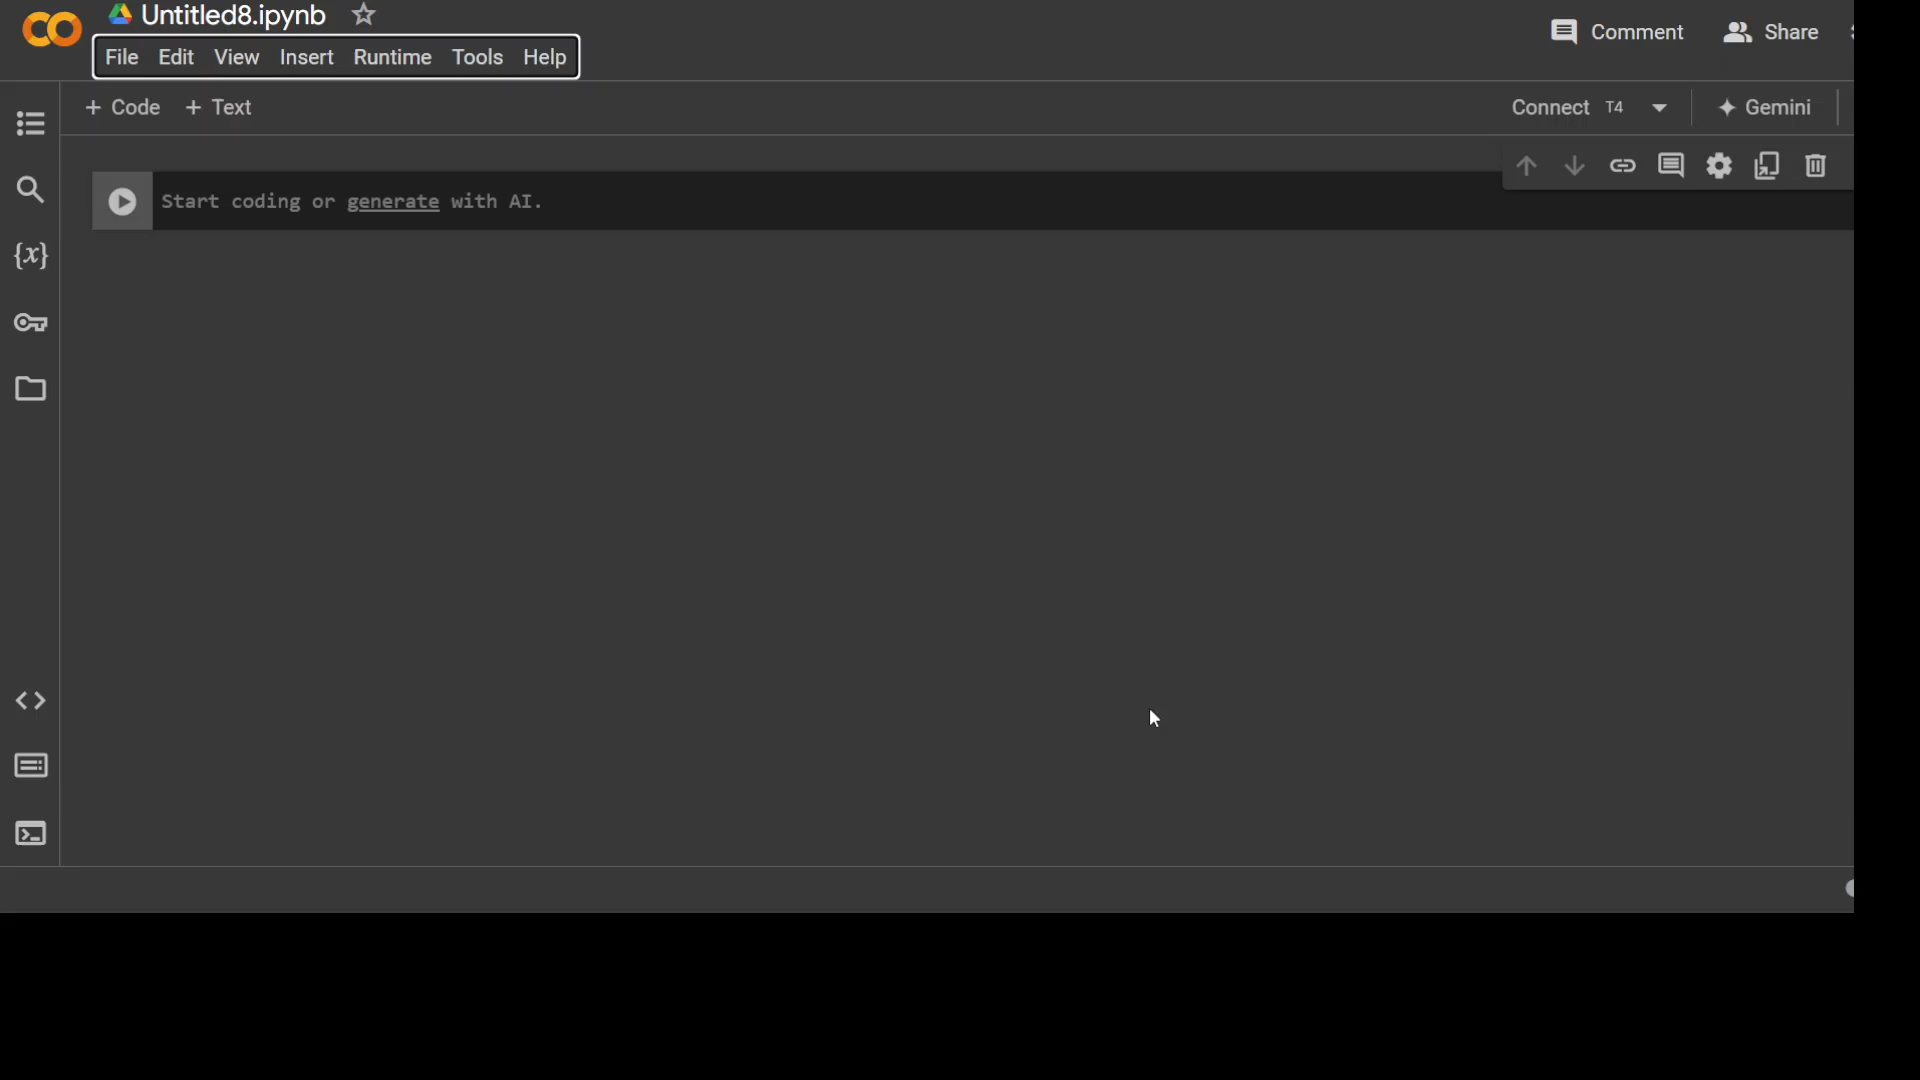 Untitled8.ipynb
Comment Share
File Edit View Insert Runtime Tools Help
+ Code + Text
Connect T4
Gemini
{x}
Start coding or generate with AI.